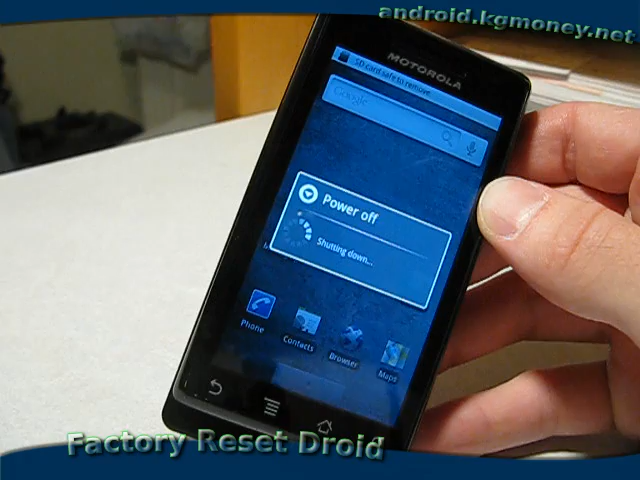 android.kgmoney.net
MOTOROLA
SD card safe to remove.
Google
Power off
Shutting down...
Phone
Contacts
Browser
Maps
Factory Reset Droid